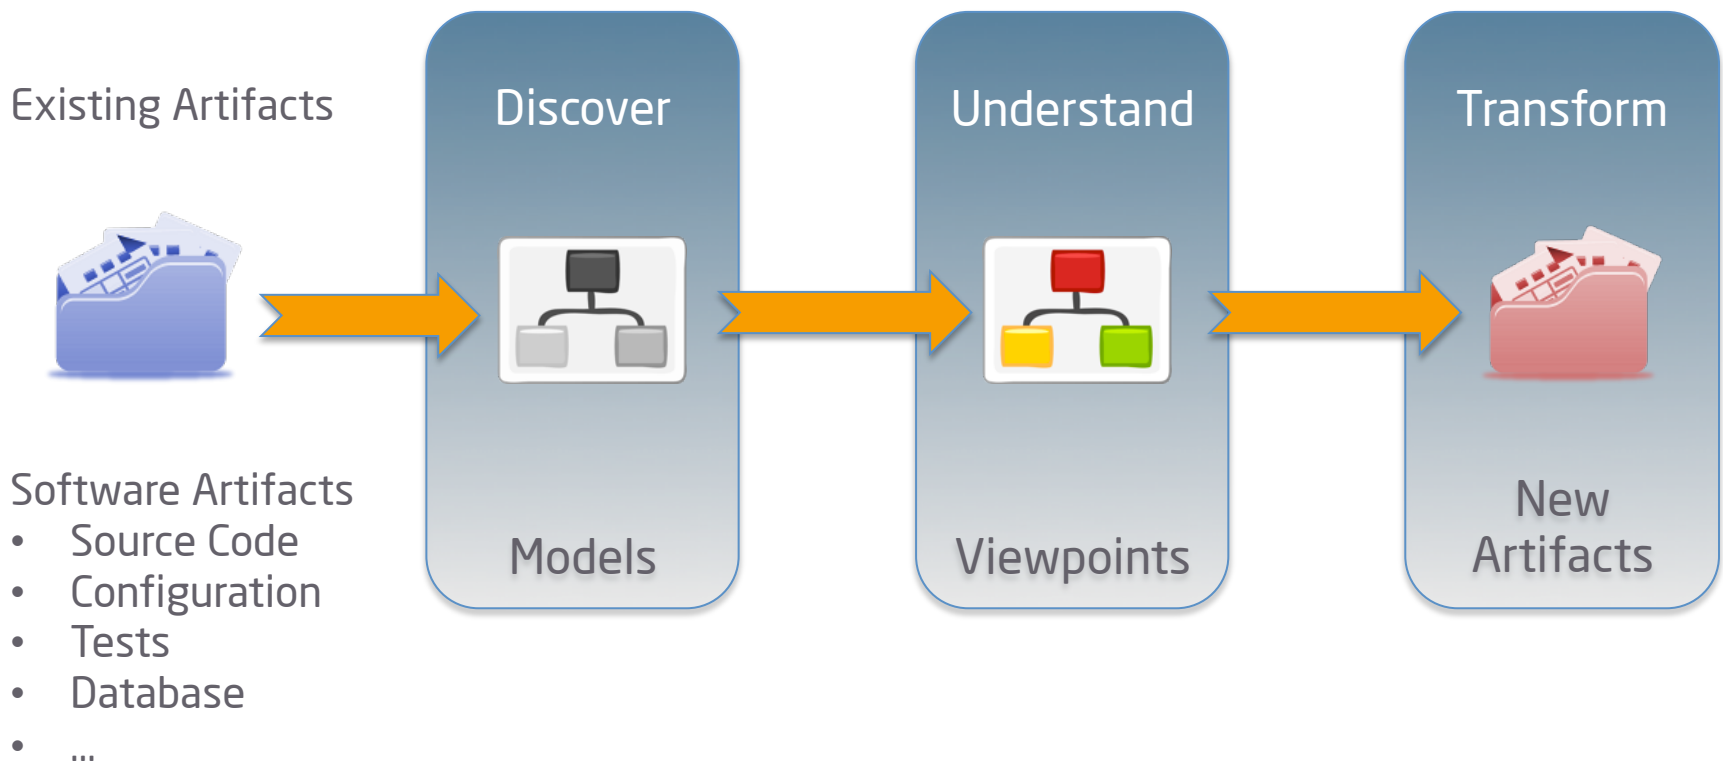 Existing Artifacts
Discover
Understand
Transform
Software Artifacts
• Source Code
• Configuration
• Tests
• Database
• ...
Models
Viewpoints
New
Artifacts